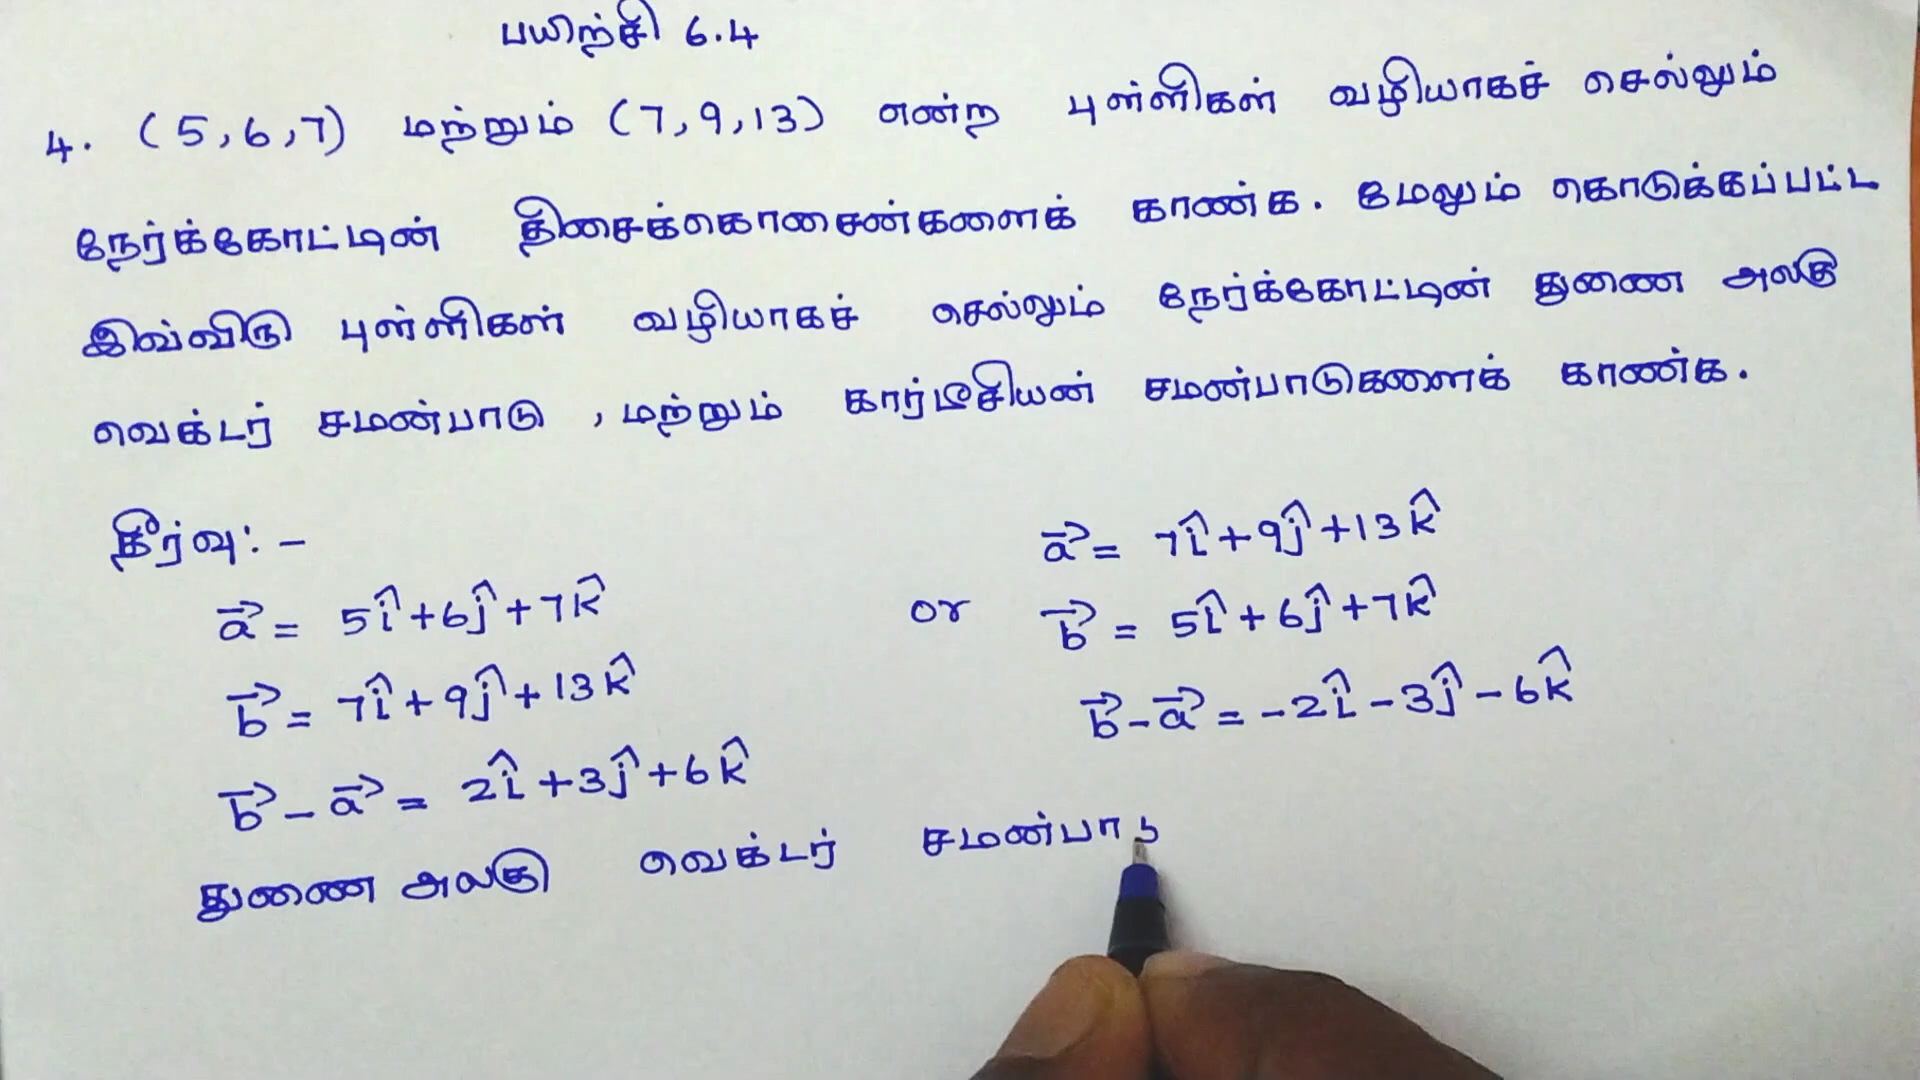 பயிற்சி 6.4
4. (5,6,7) மற்றும் (7,9,13) என்ற புள்ளிகள் வழியாகச் செல்லும்
நேர்க்கோட்டின் திசைக்கொசைன்களைக் காண்க. மேலும் கொடுக்கப்பட்ட
இவ்விரு புள்ளிகள் வழியாகச் செல்லும் நேர்க்கோட்டின் துணை அலகு
வெக்டர் சமன்பாடு, மற்றும் கார்டீசியன் சமன்பாடுகளைக் காண்க.
தீர்வு: -
a⃗ = 5î+6ĵ+7k̂
b⃗ = 7î+9ĵ+13k̂
b⃗ - a⃗ = 2î+3ĵ+6k̂
or
a⃗ = 7î+9ĵ+13k̂
b⃗ = 5î+6ĵ+7k̂
b⃗ - a⃗ = -2î-3ĵ-6k̂
துணை அலகு வெக்டர் சமன்பா